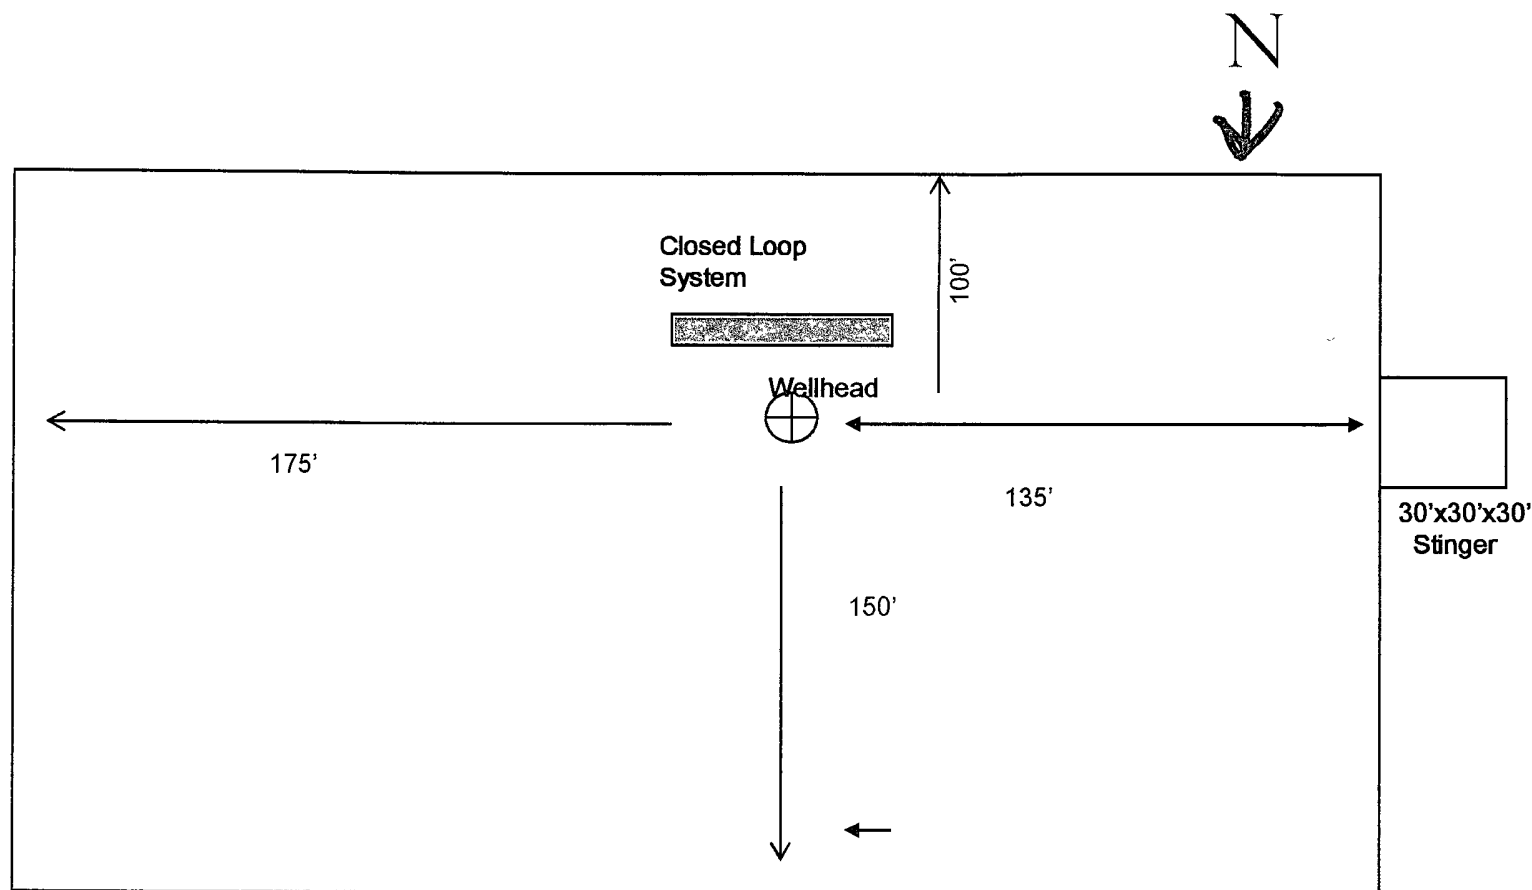 N
Closed Loop
System
100'
Wellhead
175'
135'
30'x30'x30'
Stinger
150'